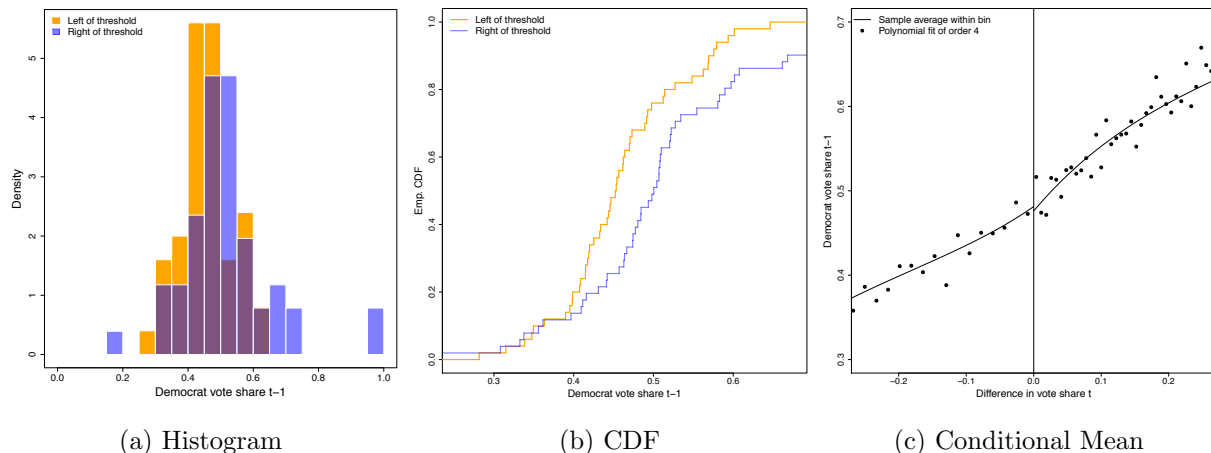 Left of threshold
Right of threshold
Density
0
1
2
3
4
5
0.0
0.2
0.4
0.6
0.8
1.0
Democrat vote share t−1
(a) Histogram
Left of threshold
Right of threshold
Emp. CDF
0.0
0.2
0.4
0.6
0.8
1.0
0.3
0.4
0.5
0.6
Democrat vote share t−1
(b) CDF
Sample average within bin
Polynomial fit of order 4
Democrat vote share t−1
0.3
0.4
0.5
0.6
0.7
−0.2
−0.1
0.0
0.1
0.2
Difference in vote share t
(c) Conditional Mean